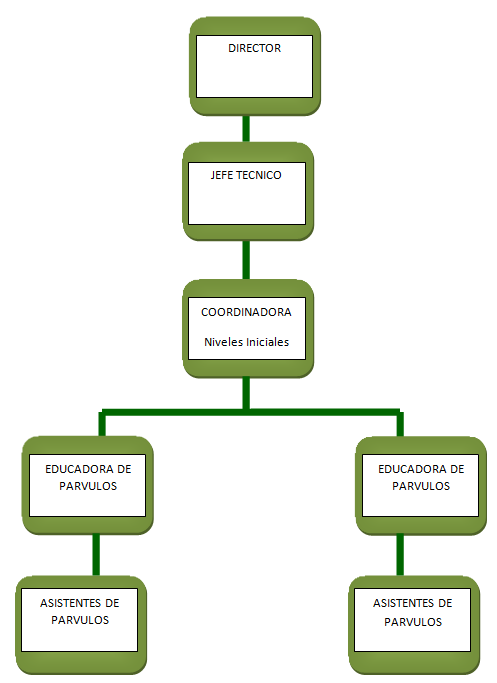 DIRECTOR
JEFE TECNICO
COORDINADORA
Niveles Iniciales
EDUCADORA DE
PARVULOS
EDUCADORA DE
PARVULOS
ASISTENTES DE
PARVULOS
ASISTENTES DE
PARVULOS